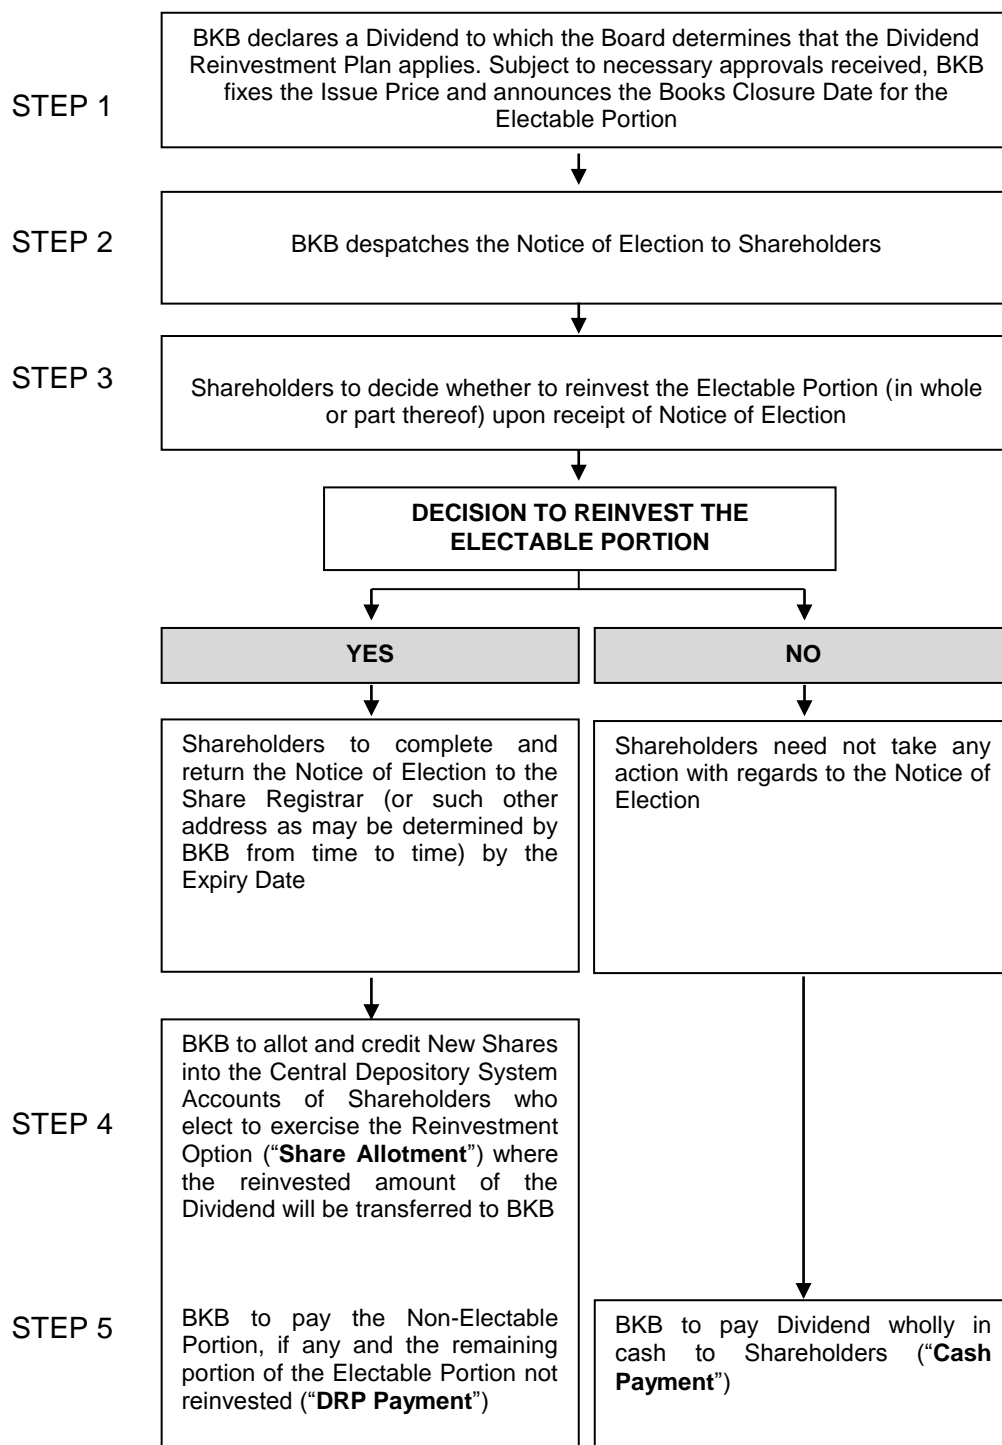 BKB declares a Dividend to which the Board determines that the Dividend
Reinvestment Plan applies. Subject to necessary approvals received, BKB
fixes the Issue Price and announces the Books Closure Date for the
Electable Portion
STEP 1
STEP 2
BKB despatches the Notice of Election to Shareholders
STEP 3
Shareholders to decide whether to reinvest the Electable Portion (in whole
or part thereof) upon receipt of Notice of Election
DECISION TO REINVEST THE
ELECTABLE PORTION
YES
NO
Shareholders to complete and
return the Notice of Election to the
Share Registrar (or such other
address as may be determined by
BKB from time to time) by the
Expiry Date
Shareholders need not take any
action with regards to the Notice of
Election
STEP 4
BKB to allot and credit New Shares
into the Central Depository System
Accounts of Shareholders who
elect to exercise the Reinvestment
Option (“Share Allotment”) where
the reinvested amount of the
Dividend will be transferred to BKB
STEP 5
BKB to pay the Non-Electable
Portion, if any and the remaining
portion of the Electable Portion not
reinvested (“DRP Payment”)
BKB to pay Dividend wholly in
cash to Shareholders (“Cash
Payment”)